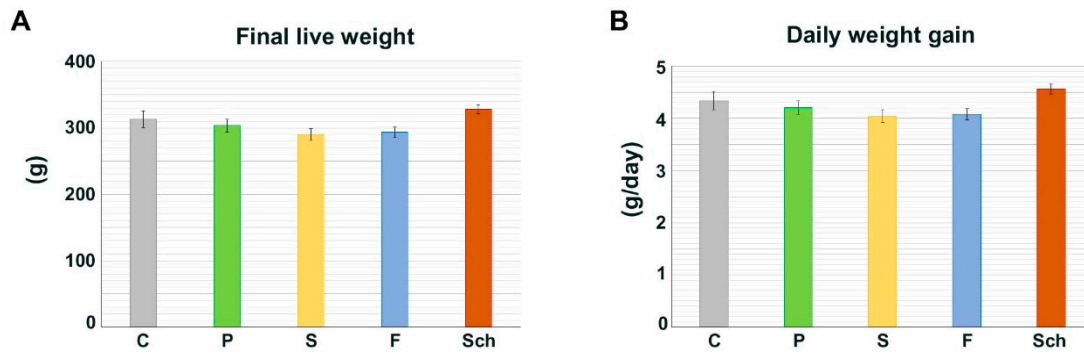 A
Final live weight
400
300
200
100
0
(g)
C P S F Sch
B
Daily weight gain
5
4
3
2
1
0
(g/day)
C P S F Sch